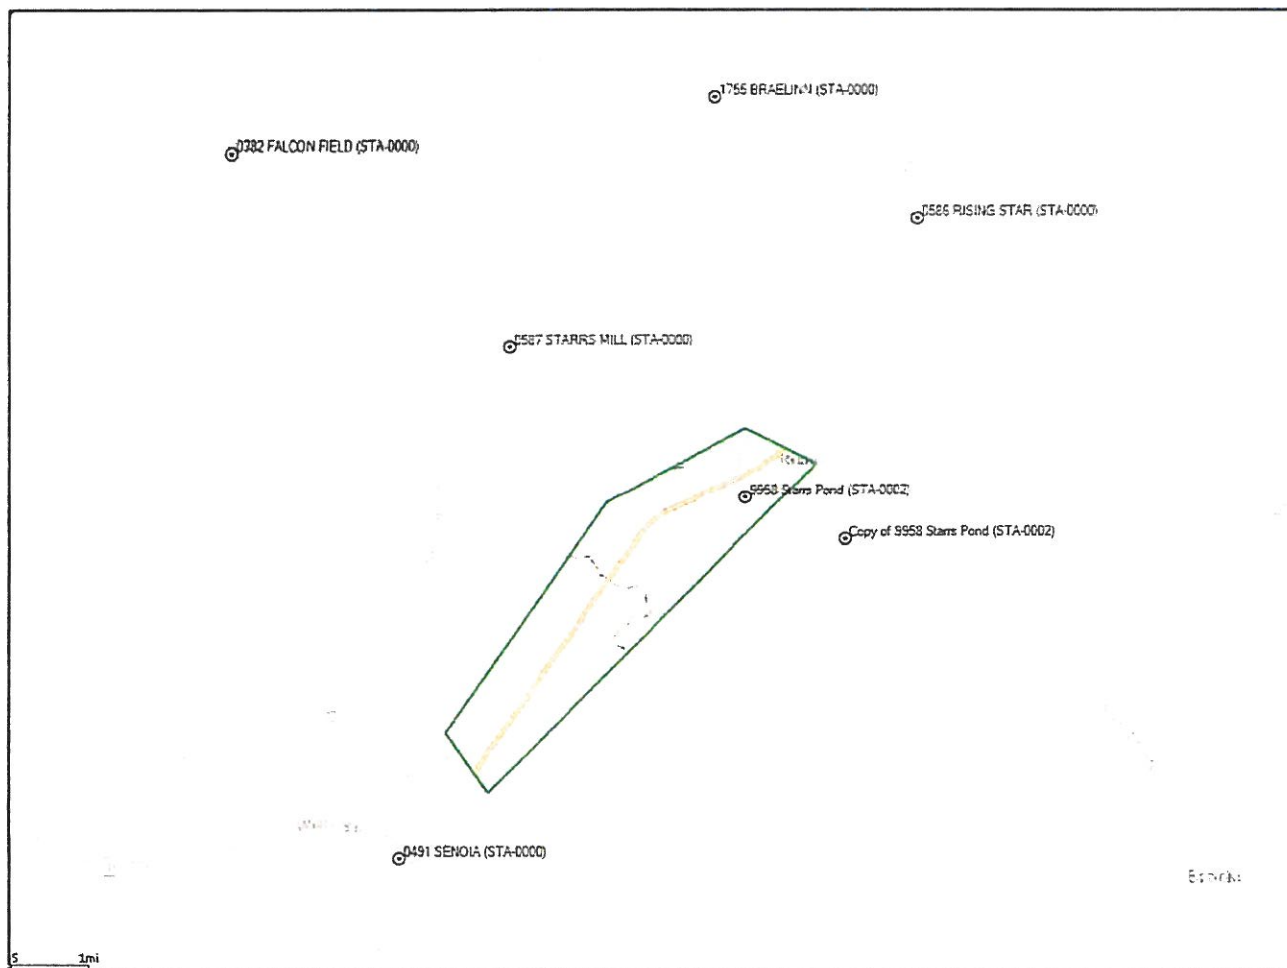 1755 BRAELINN (STA-0000)
0382 FALCON FIELD (STA-0000)
0586 RISING STAR (STA-0000)
0587 STARRS MILL (STA-0000)
9958 Starrs Pond (STA-0002)
Copy of 9958 Starrs Pond (STA-0002)
0491 SENOIA (STA-0000)
1mi